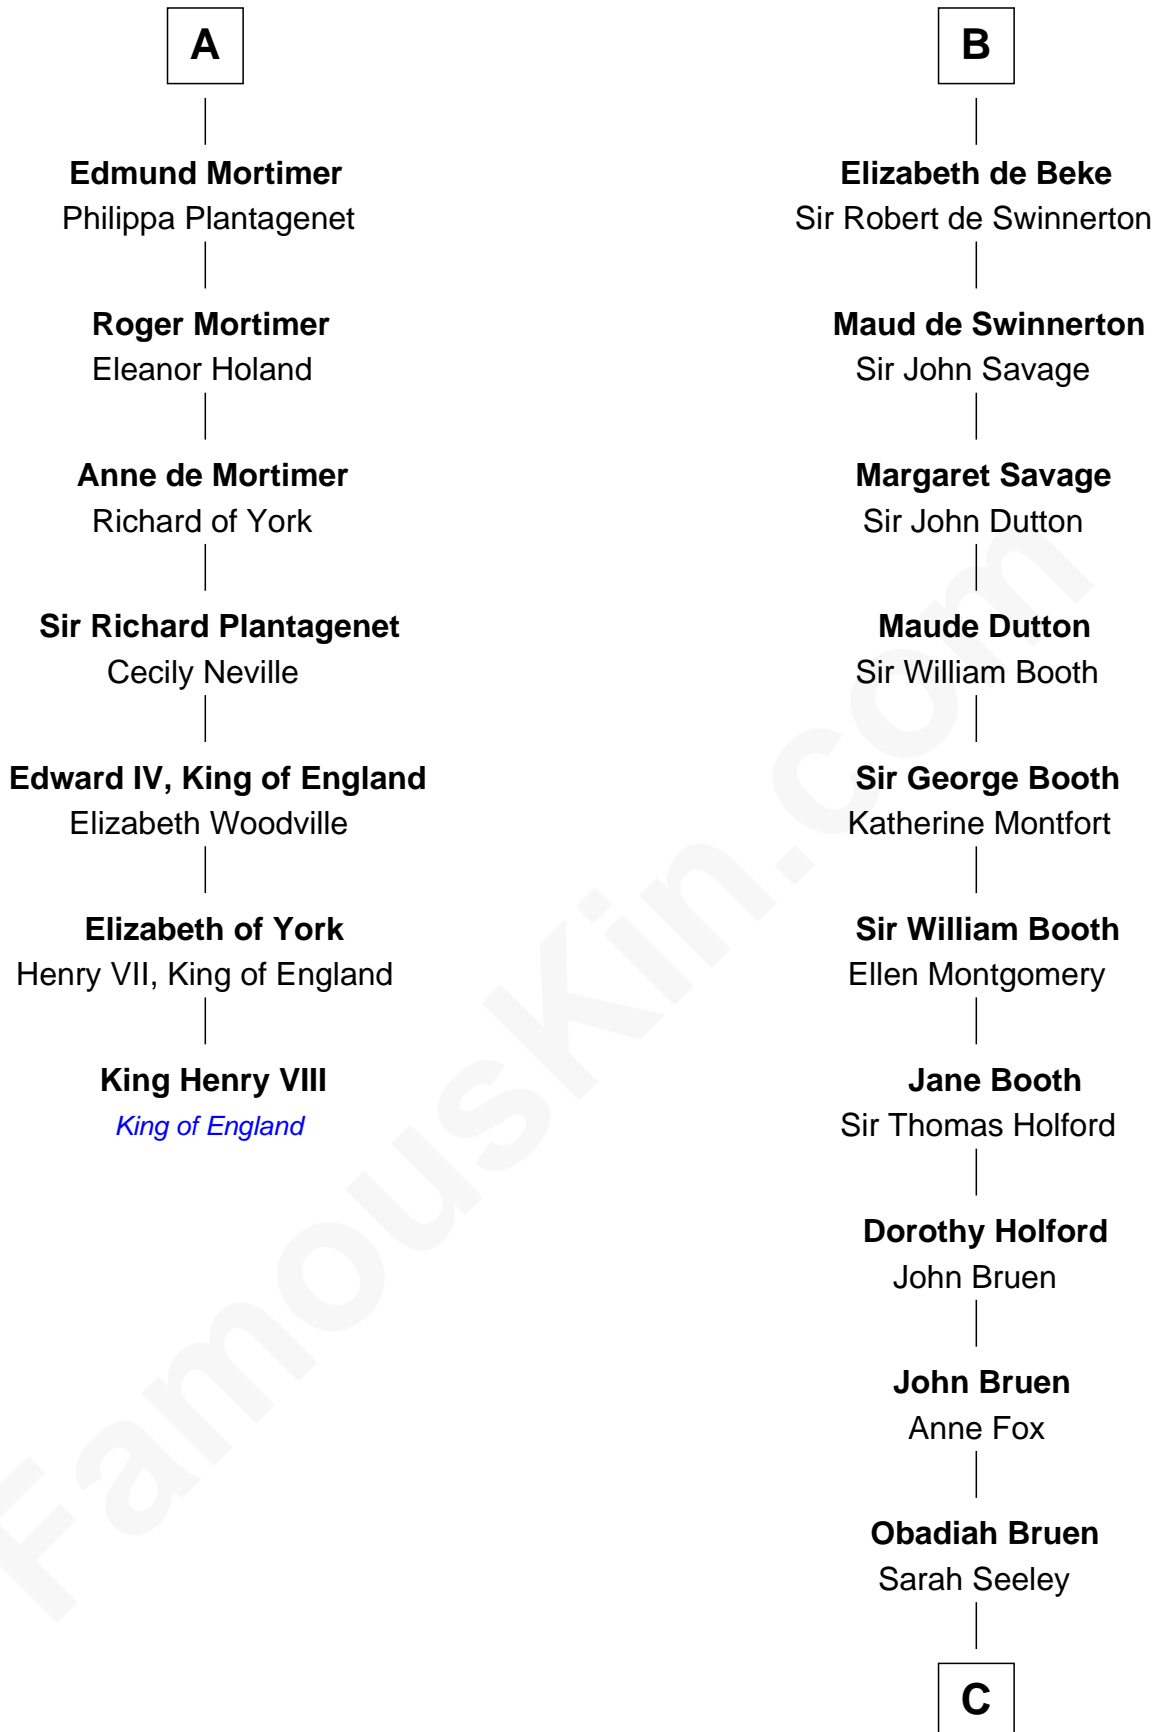 A
Edmund Mortimer
Philippa Plantagenet
Roger Mortimer
Eleanor Holand
Anne de Mortimer
Richard of York
Sir Richard Plantagenet
Cecily Neville
Edward IV, King of England
Elizabeth Woodville
Elizabeth of York
Henry VII, King of England
King Henry VIII
King of England
B
Elizabeth de Beke
Sir Robert de Swinnerton
Maud de Swinnerton
Sir John Savage
Margaret Savage
Sir John Dutton
Maude Dutton
Sir William Booth
Sir George Booth
Katherine Montfort
Sir William Booth
Ellen Montgomery
Jane Booth
Sir Thomas Holford
Dorothy Holford
John Bruen
John Bruen
Anne Fox
Obadiah Bruen
Sarah Seeley
C
FamousKin.com